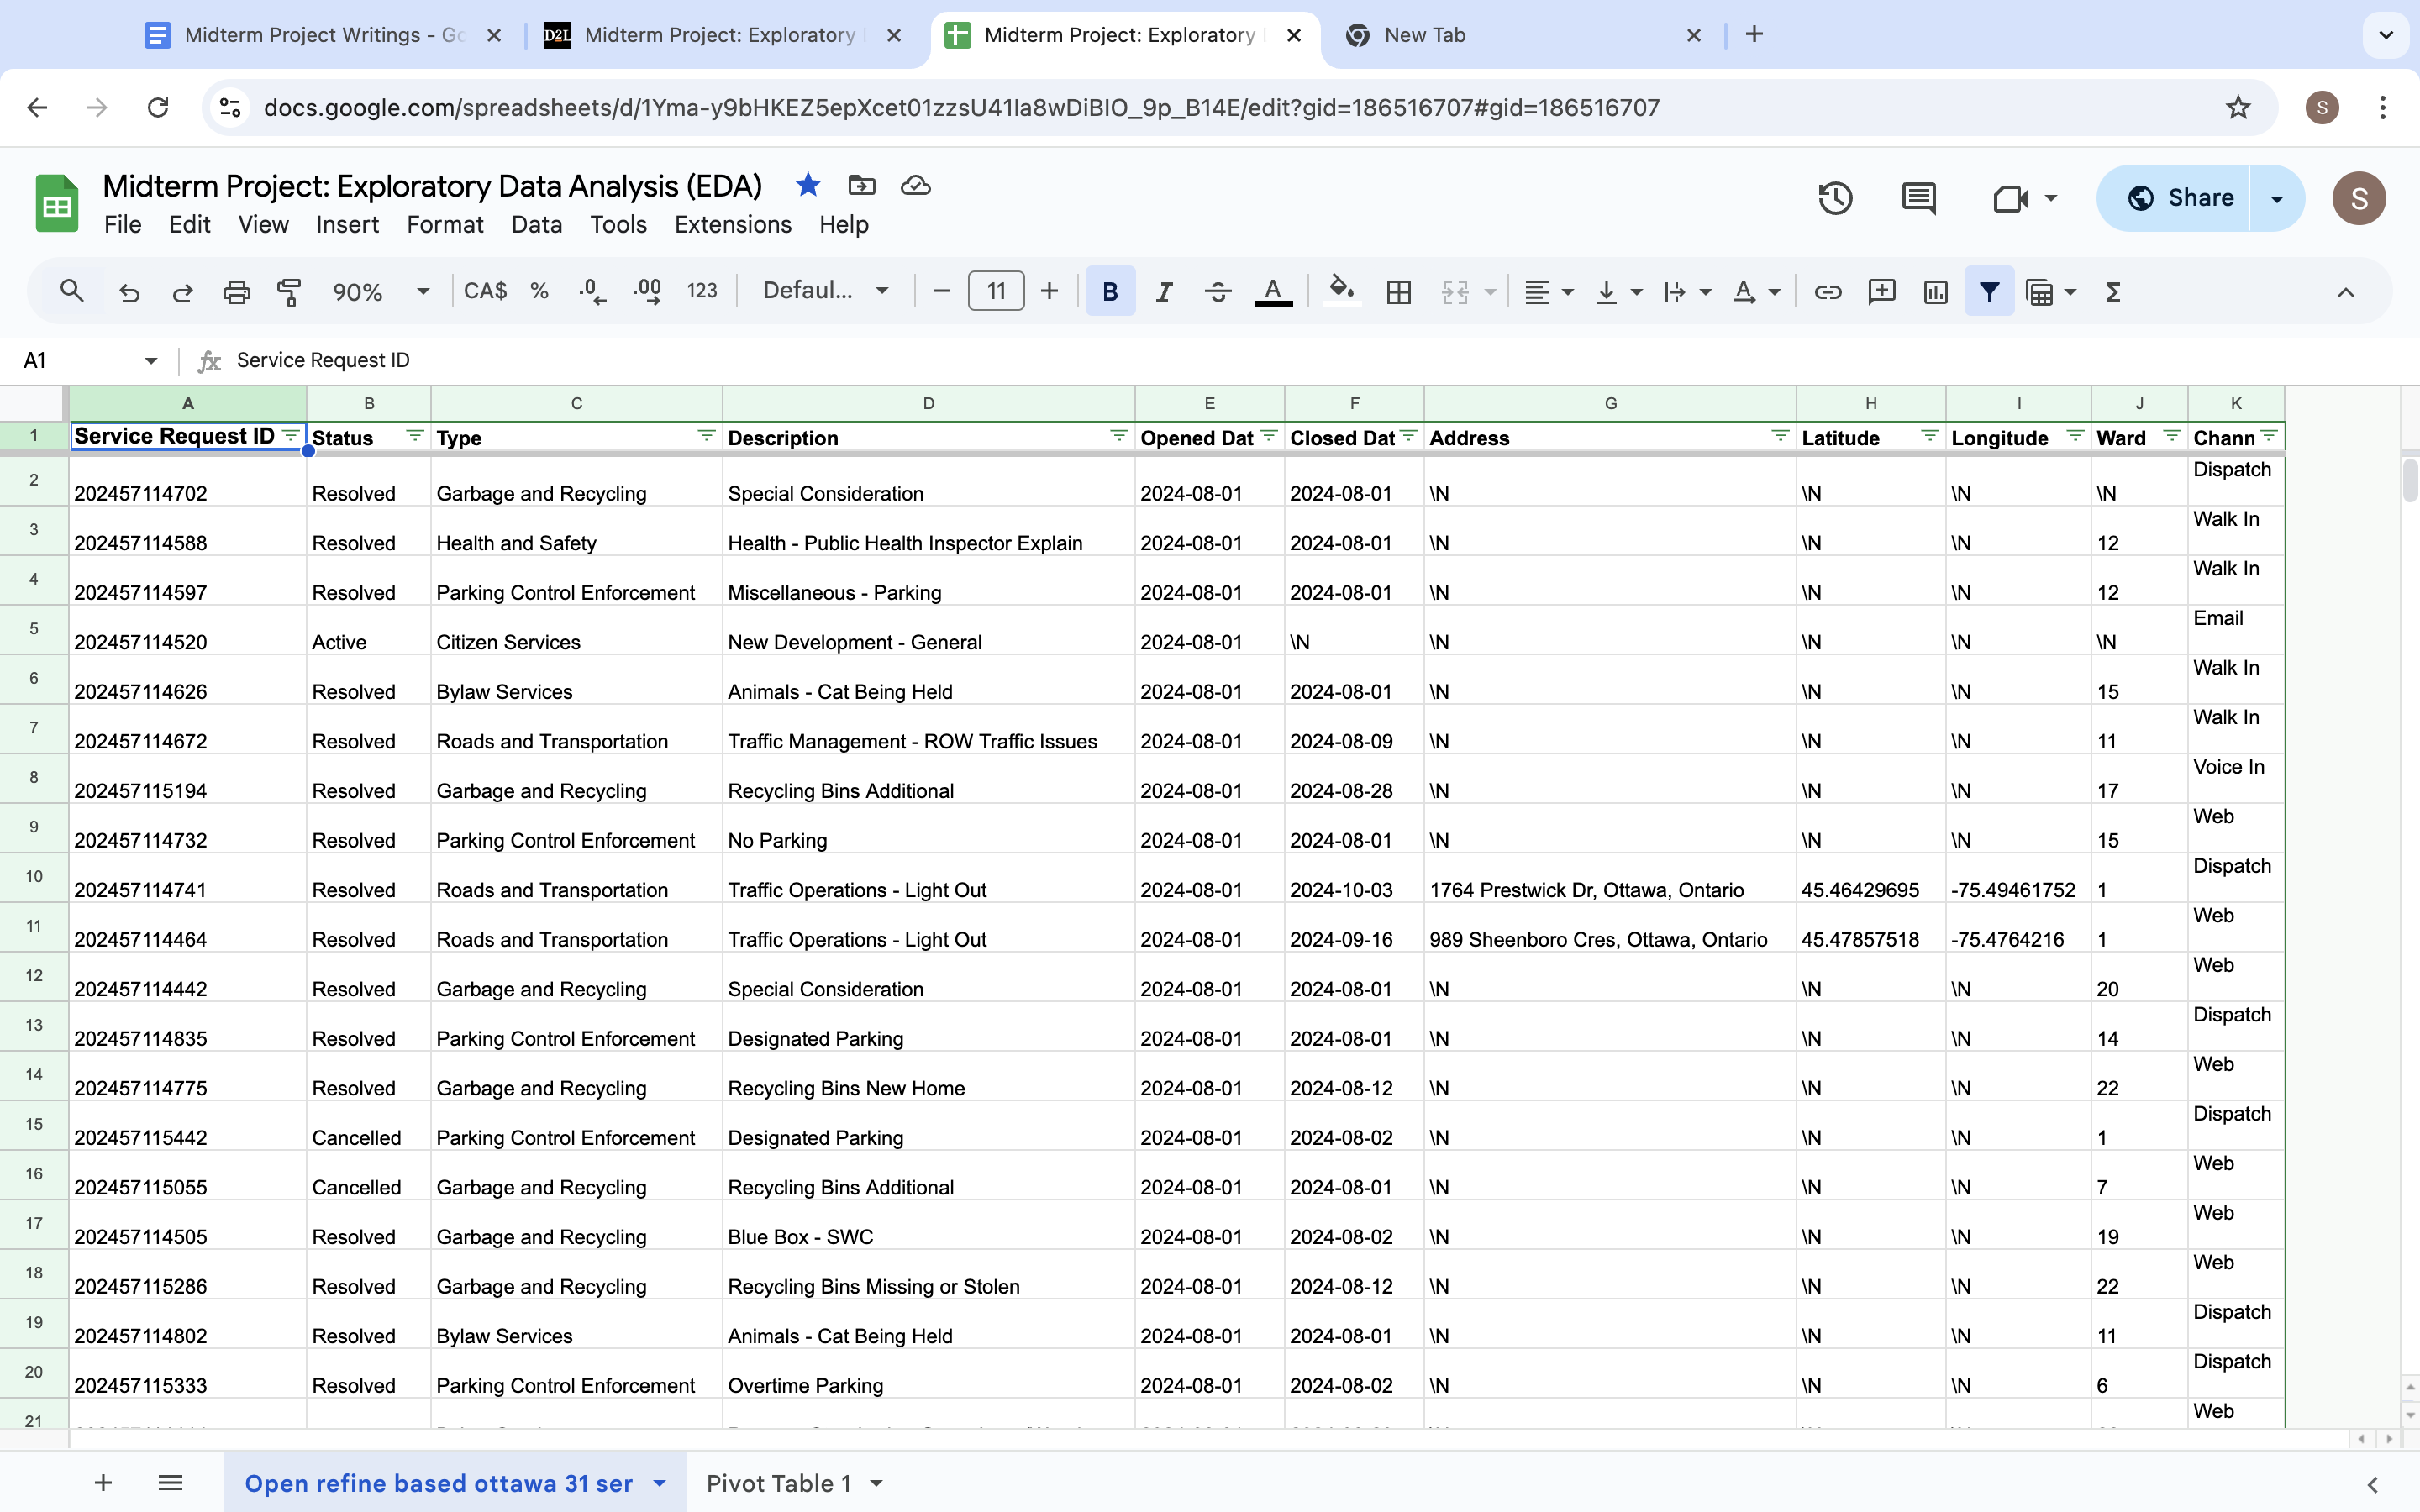 Midterm Project Writings - Go
D2L Midterm Project: Exploratory
Midterm Project: Exploratory
New Tab
docs.google.com/spreadsheets/d/1Yma-y9bHKEZ5epXcet01zzsU41la8wDiBIO_9p_B14E/edit?gid=186516707#gid=186516707
S
Midterm Project: Exploratory Data Analysis (EDA)
File Edit View Insert Format Data Tools Extensions Help
Share
S
90% CA$ % .0 .00 123 Defaul... 11 B I A
A1 fx Service Request ID
A B C D E F G H I J K
1 Service Request ID Status Type Description Opened Dat Closed Dat Address Latitude Longitude Ward Chann
2 202457114702 Resolved Garbage and Recycling Special Consideration 2024-08-01 2024-08-01 \N \N \N \N Dispatch
3 202457114588 Resolved Health and Safety Health - Public Health Inspector Explain 2024-08-01 2024-08-01 \N \N \N 12 Walk In
4 202457114597 Resolved Parking Control Enforcement Miscellaneous - Parking 2024-08-01 2024-08-01 \N \N \N 12 Walk In
5 202457114520 Active Citizen Services New Development - General 2024-08-01 \N \N \N \N \N Email
6 202457114626 Resolved Bylaw Services Animals - Cat Being Held 2024-08-01 2024-08-01 \N \N \N 15 Walk In
7 202457114672 Resolved Roads and Transportation Traffic Management - ROW Traffic Issues 2024-08-01 2024-08-09 \N \N \N 11 Walk In
8 202457115194 Resolved Garbage and Recycling Recycling Bins Additional 2024-08-01 2024-08-28 \N \N \N 17 Voice In
9 202457114732 Resolved Parking Control Enforcement No Parking 2024-08-01 2024-08-01 \N \N \N 15 Web
10 202457114741 Resolved Roads and Transportation Traffic Operations - Light Out 2024-08-01 2024-10-03 1764 Prestwick Dr, Ottawa, Ontario 45.46429695 -75.49461752 1 Dispatch
11 202457114464 Resolved Roads and Transportation Traffic Operations - Light Out 2024-08-01 2024-09-16 989 Sheenboro Cres, Ottawa, Ontario 45.47857518 -75.4764216 1 Web
12 202457114442 Resolved Garbage and Recycling Special Consideration 2024-08-01 2024-08-01 \N \N \N 20 Web
13 202457114835 Resolved Parking Control Enforcement Designated Parking 2024-08-01 2024-08-01 \N \N \N 14 Dispatch
14 202457114775 Resolved Garbage and Recycling Recycling Bins New Home 2024-08-01 2024-08-12 \N \N \N 22 Web
15 202457115442 Cancelled Parking Control Enforcement Designated Parking 2024-08-01 2024-08-02 \N \N \N 1 Dispatch
16 202457115055 Cancelled Garbage and Recycling Recycling Bins Additional 2024-08-01 2024-08-01 \N \N \N 7 Web
17 202457114505 Resolved Garbage and Recycling Blue Box - SWC 2024-08-01 2024-08-02 \N \N \N 19 Web
18 202457115286 Resolved Garbage and Recycling Recycling Bins Missing or Stolen 2024-08-01 2024-08-12 \N \N \N 22 Web
19 202457114802 Resolved Bylaw Services Animals - Cat Being Held 2024-08-01 2024-08-01 \N \N \N 11 Dispatch
20 202457115333 Resolved Parking Control Enforcement Overtime Parking 2024-08-01 2024-08-02 \N \N \N 6 Dispatch
21 Web
Open refine based ottawa 31 ser Pivot Table 1